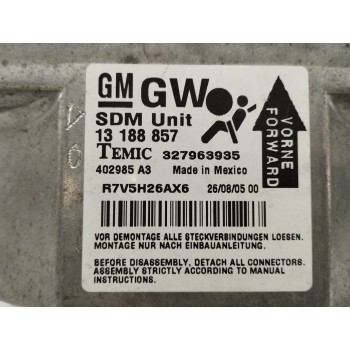 GM GW
SDM Unit
13 188 857
TEMIC 327963935
402985 A3 Made in Mexico
R7V5H26AX6 26/08/05 00
VORNE
FORWARD
VOR DEMONTAGE ALLE STECKVERBINDUNGEN LOESEN.
MONTAGE NUR NACH EINBAUANLEITUNG.
BEFORE DISASSEMBLY, DETACH ALL CONNECTORS.
ASSEMBLY STRICTLY ACCORDING TO MANUAL
INSTRUCTIONS.